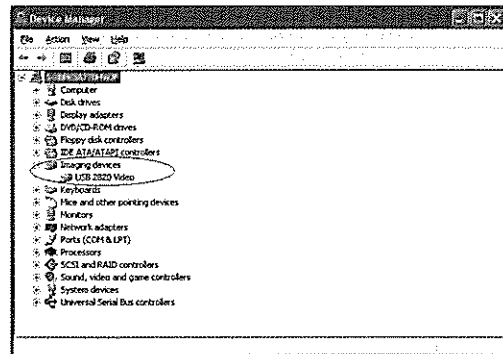 Device Manager
File Action View Help
Computer
Disk drives
Display adapters
DVD/CD-ROM drives
Floppy disk controllers
IDE ATA/ATAPI controllers
Imaging devices
USB 2820 Video
Keyboards
Mice and other pointing devices
Monitors
Network adapters
Ports (COM & LPT)
Processors
SCSI and RAID controllers
Sound, video and game controllers
System devices
Universal Serial Bus controllers